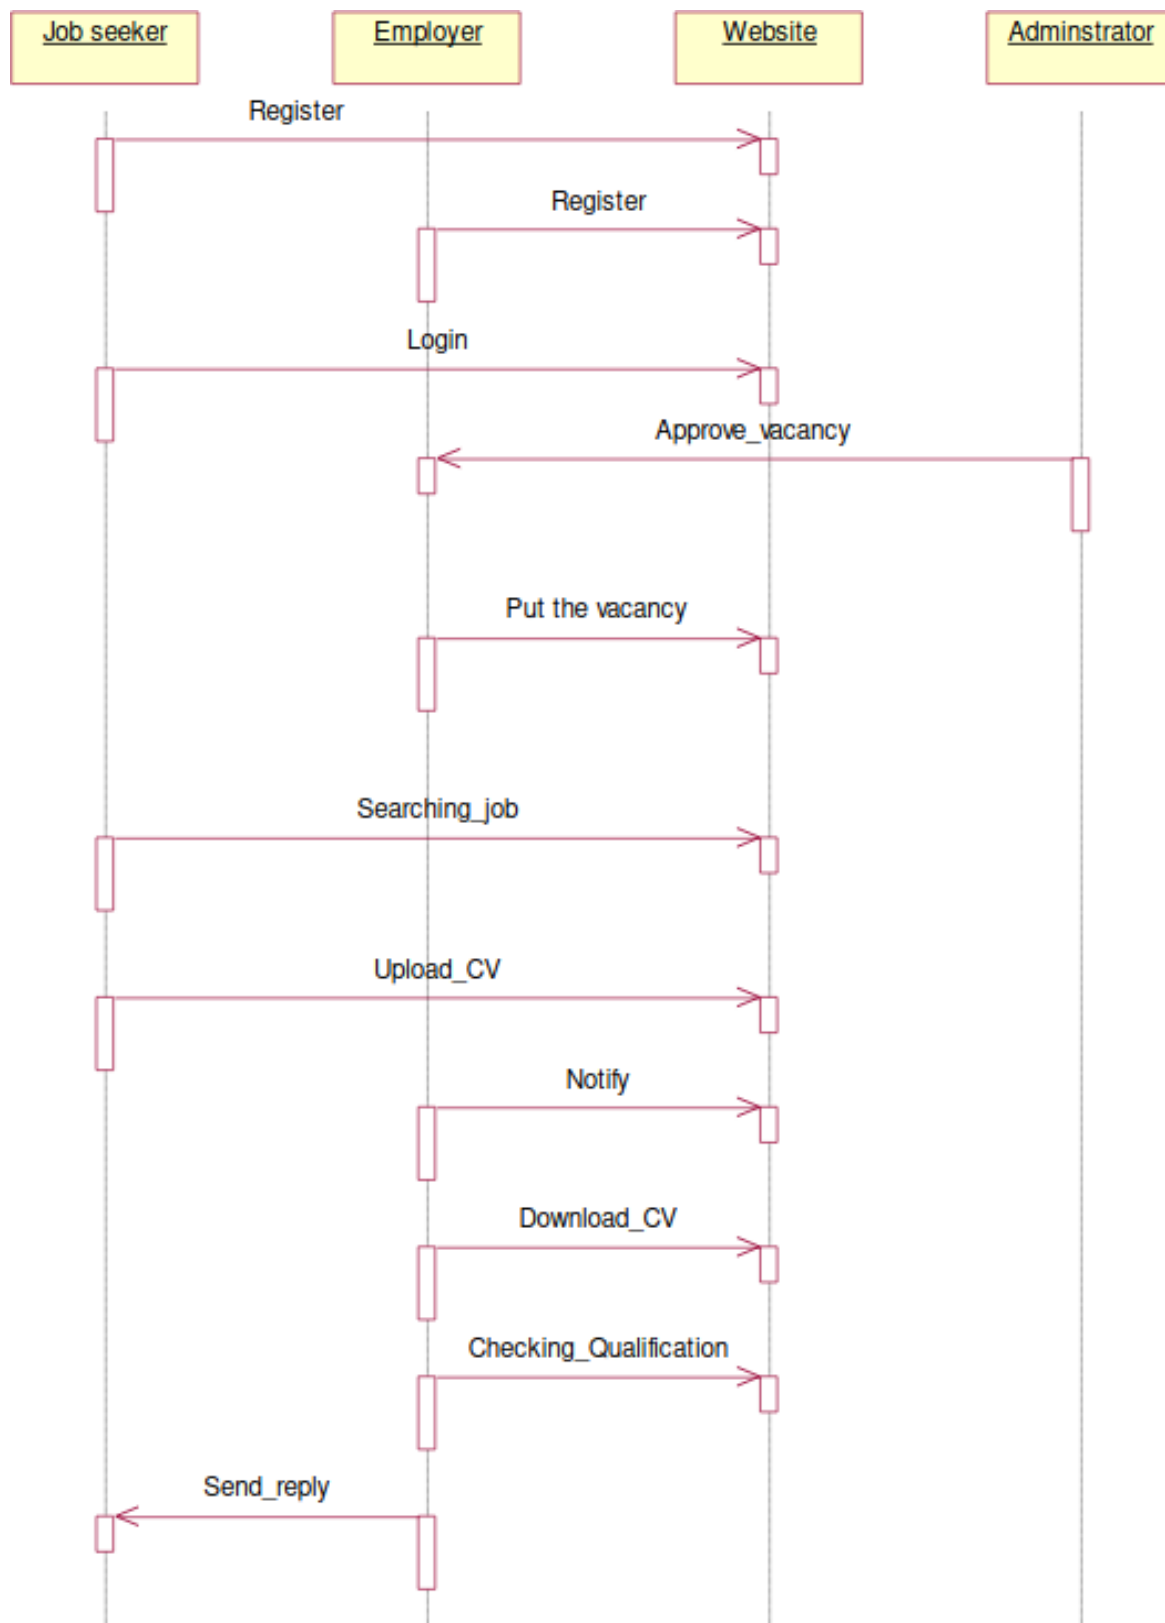 Job seeker
Employer
Website
Adminstrator
Register
Register
Login
Approve_vacancy
Put the vacancy
Searching_job
Upload_CV
Notify
Download_CV
Checking_Qualification
Send_reply